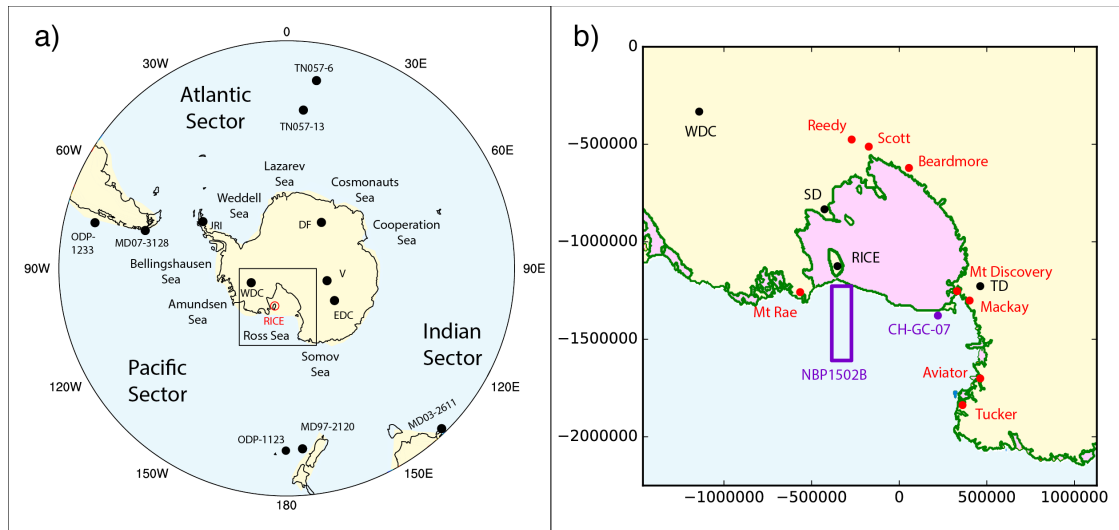 a)
0
30E
60E
90E
120E
150E
180
150W
120W
90W
60W
30W
TN057-6
TN057-13
Atlantic
Sector
Lazarev
Sea
Cosmonauts
Sea
Weddell
Sea
Cooperation
Sea
JRI
DF
ODP-
1233
MD07-3128
Bellingshausen
Sea
V
WDC
EDC
Amundsen
Sea
RICE
Ross Sea
Somov
Sea
Indian
Sector
Pacific
Sector
MD03-2611
MD97-2120
ODP-1123
b)
0
−500000
−1000000
−1500000
−2000000
WDC
Reedy
Scott
Beardmore
SD
RICE
Mt Discovery
TD
Mackay
Mt Rae
CH-GC-07
NBP1502B
Aviator
Tucker
−1000000
−500000
0
500000
1000000